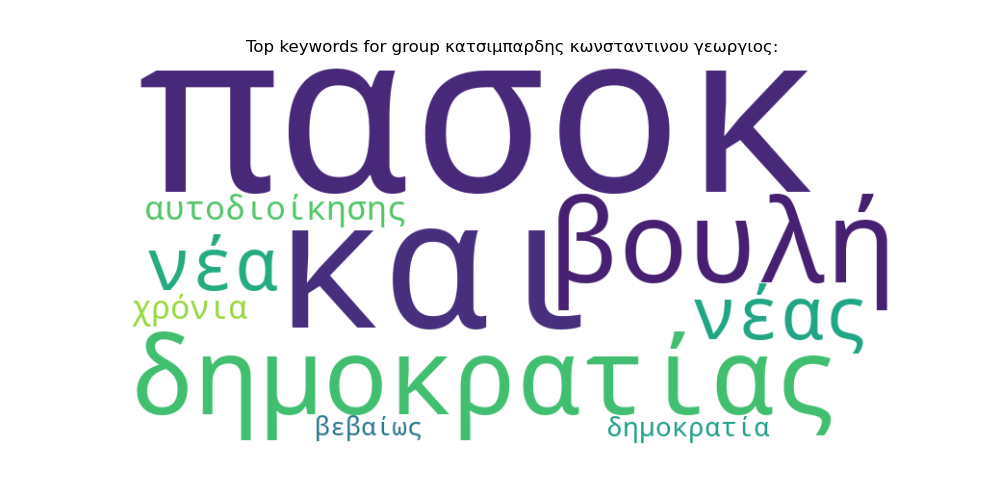 Top keywords for group κατσιμπαρδης κωνσταντινου γεωργιος:
πασοκ
αυτοδιοίκησης
βουλή
νέα
και
χρόνια
νέας
δημοκρατίας
βεβαίως
δημοκρατία